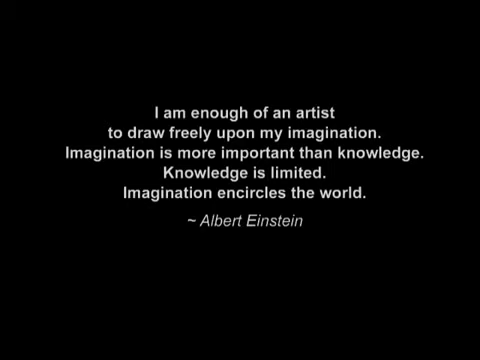 I am enough of an artist
to draw freely upon my imagination.
Imagination is more important than knowledge.
Knowledge is limited.
Imagination encircles the world.
~ Albert Einstein